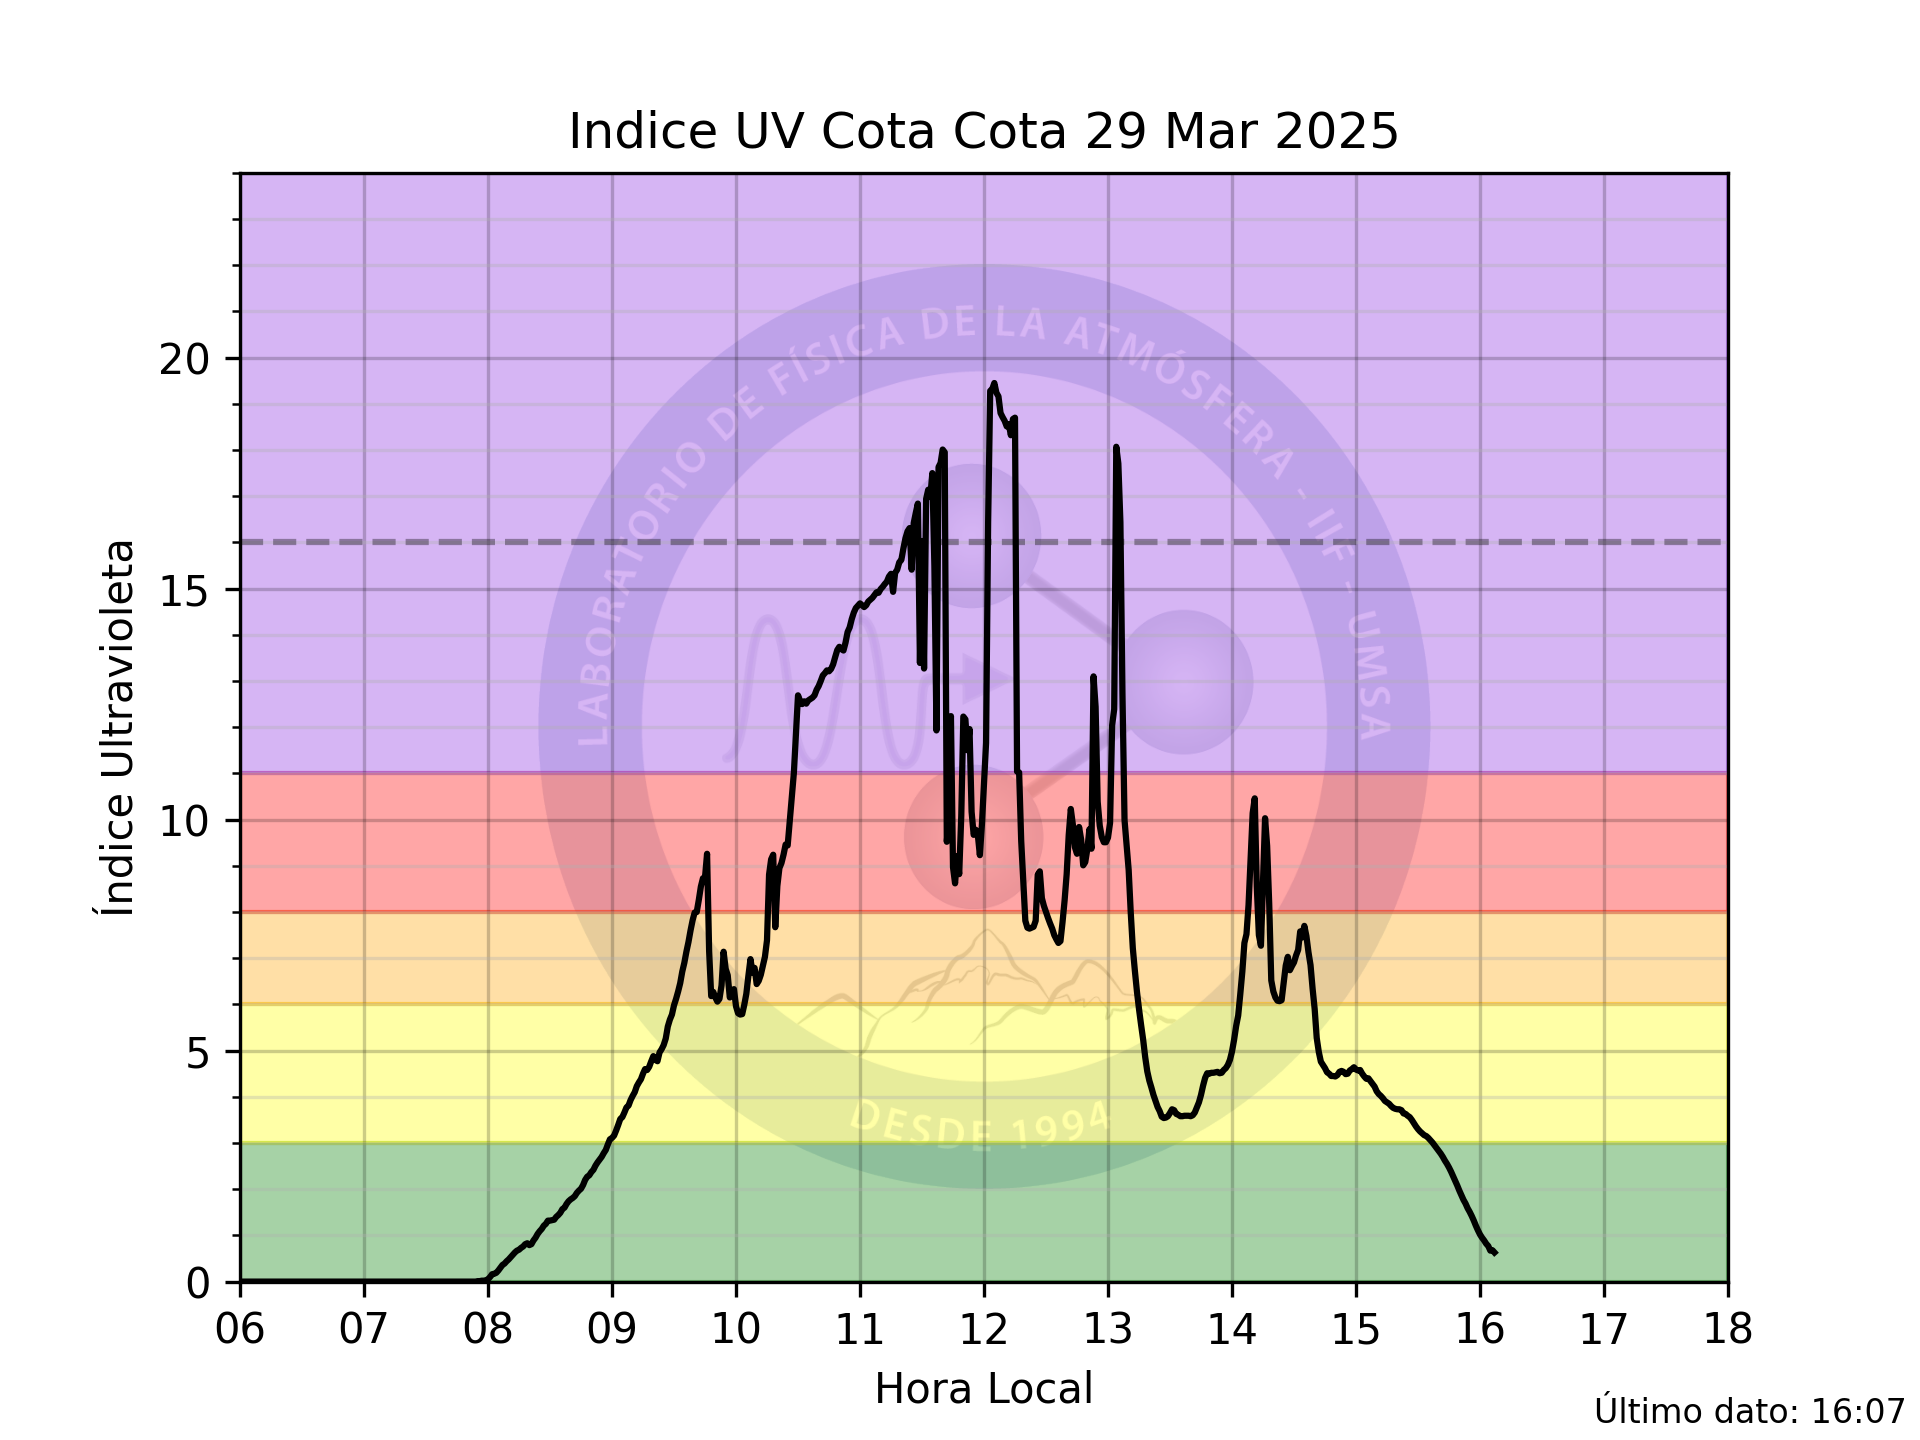 Indice UV Cota Cota 29 Mar 2025
LABORATORIO DE FÍSICA DE LA ATMÓSFERA - IIF - UMSA
DESDE 1994
Índice Ultravioleta
20
15
10
5
0
06 07 08 09 10 11 12 13 14 15 16 17 18
Hora Local
Último dato: 16:07